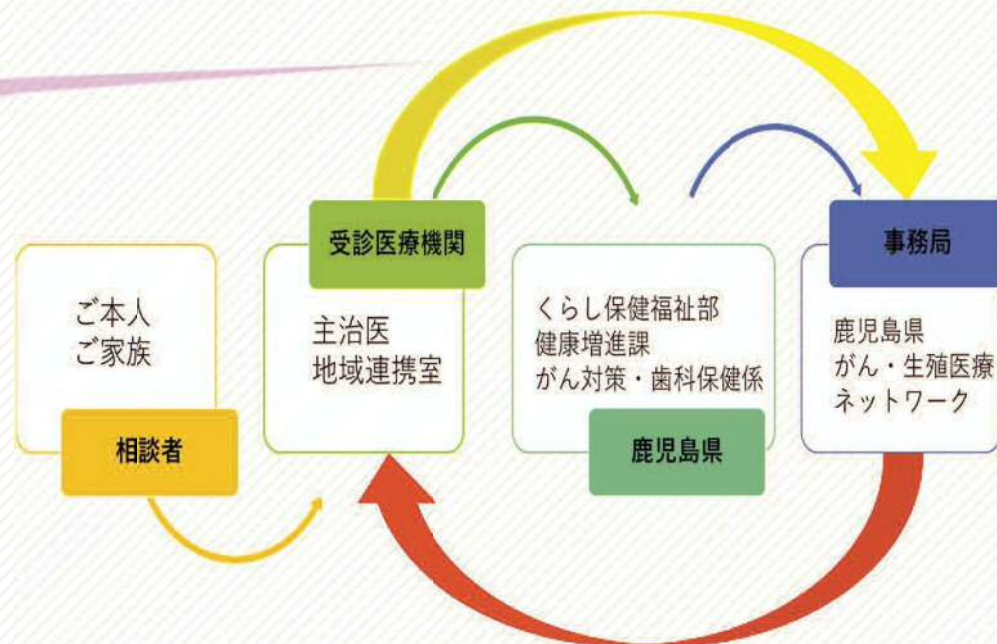 ご本人
ご家族
相談者
受診医療機関
主治医
地域連携室
くらし保健福祉部
健康増進課
がん対策・歯科保健係
鹿児島県
事務局
鹿児島県
がん・生殖医療
ネットワーク